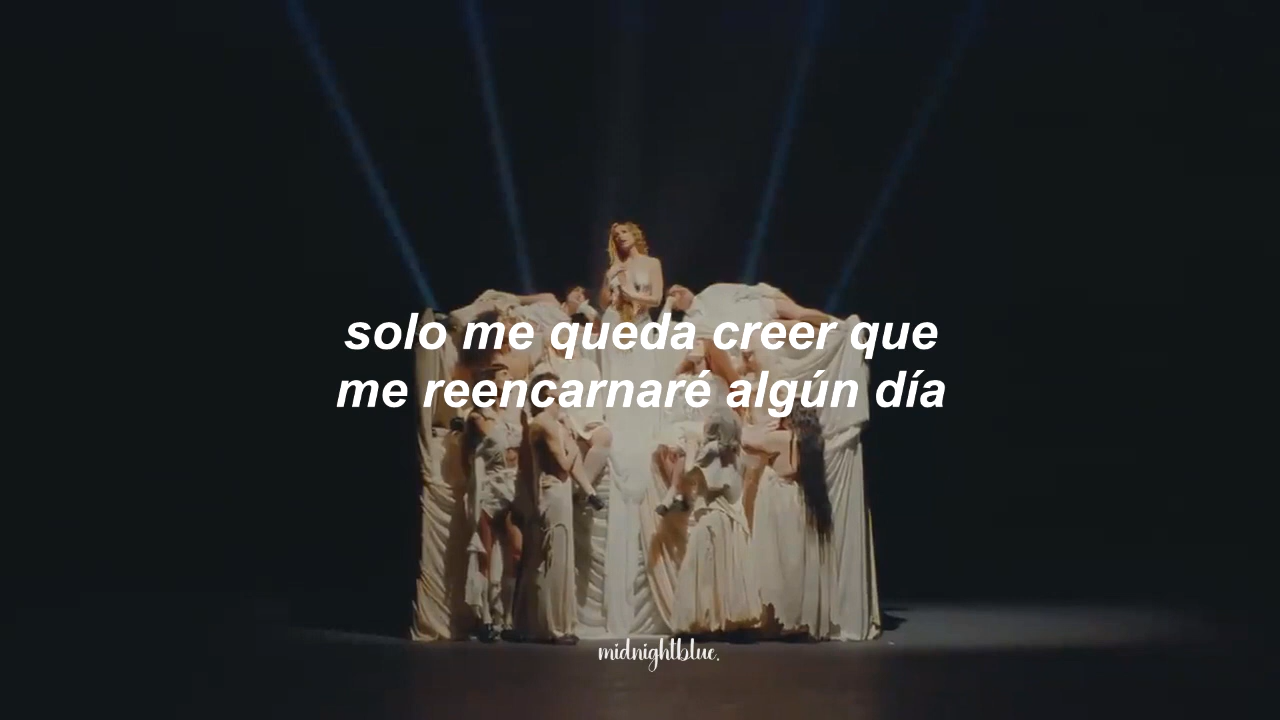 solo me queda creer que
me reencarnaré algún día
midnightblue.